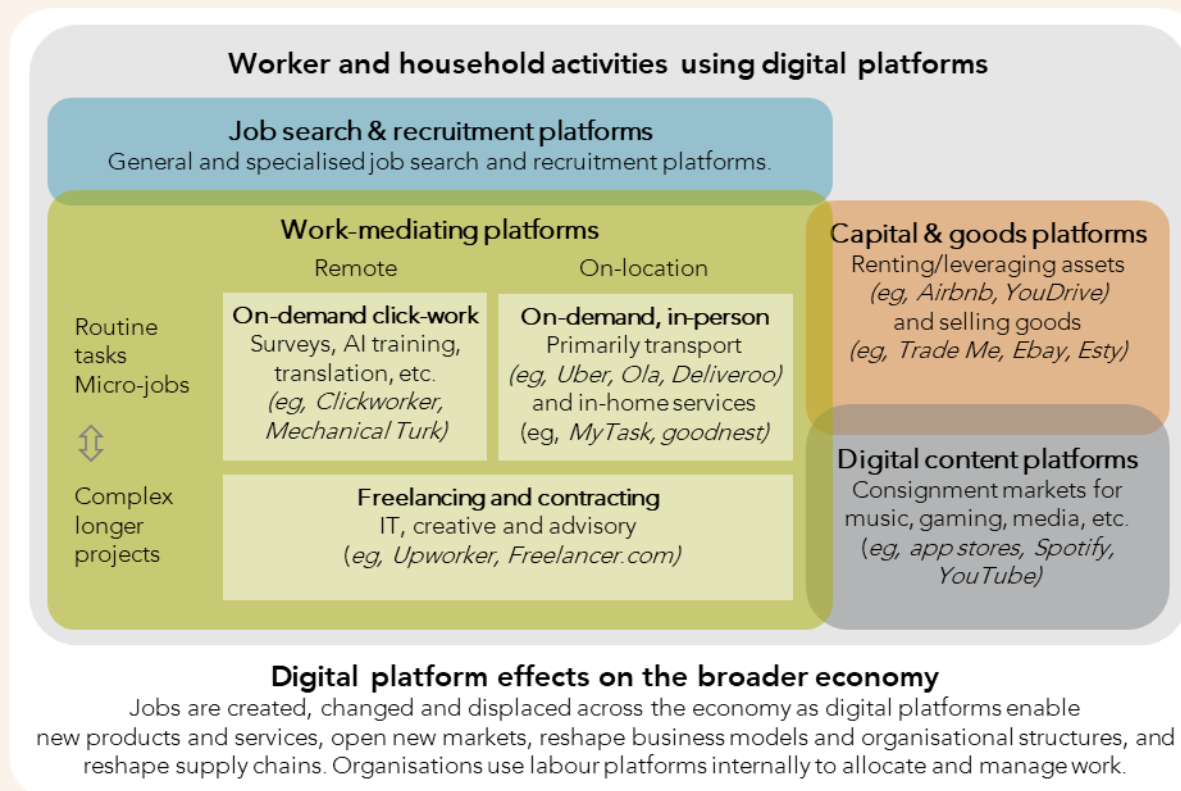 Worker and household activities using digital platforms
Job search & recruitment platforms
General and specialised job search and recruitment platforms.
Work-mediating platforms
Remote
On-location
Routine
tasks
Micro-jobs
Complex
longer
projects
On-demand click-work
Surveys, AI training,
translation, etc.
(eg, Clickworker,
Mechanical Turk)
On-demand, in-person
Primarily transport
(eg, Uber, Ola, Deliveroo)
and in-home services
(eg, MyTask, goodnest)
Freelancing and contracting
IT, creative and advisory
(eg, Upworker, Freelancer.com)
Capital & goods platforms
Renting/leveraging assets
(eg, Airbnb, YouDrive)
and selling goods
(eg, Trade Me, Ebay, Esty)
Digital content platforms
Consignment markets for
music, gaming, media, etc.
(eg, app stores, Spotify,
YouTube)
Digital platform effects on the broader economy
Jobs are created, changed and displaced across the economy as digital platforms enable
new products and services, open new markets, reshape business models and organisational structures, and
reshape supply chains. Organisations use labour platforms internally to allocate and manage work.